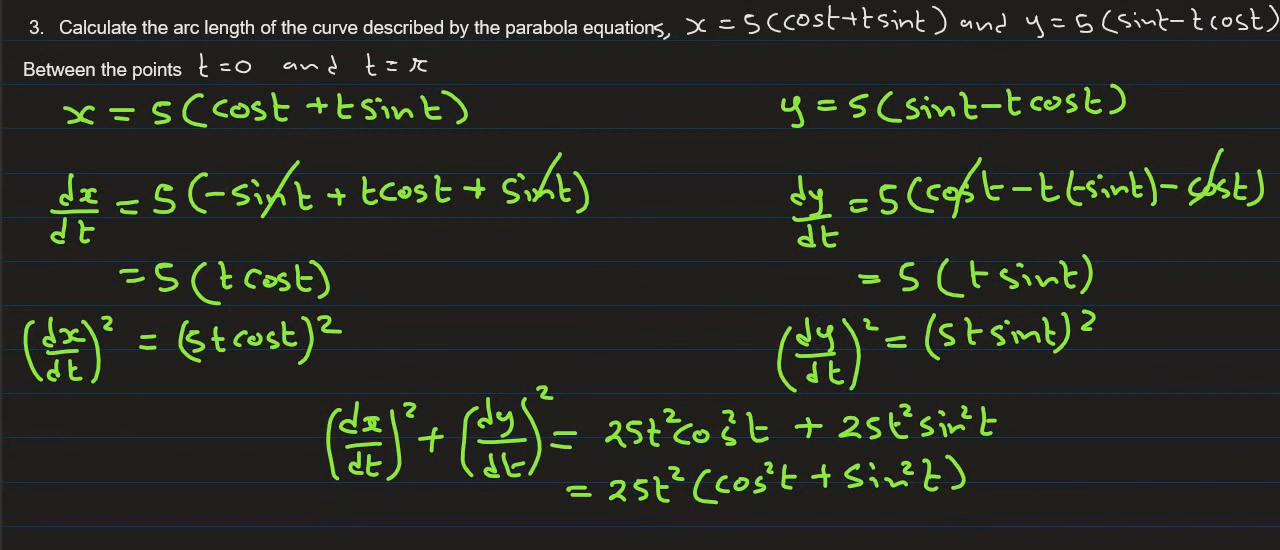 3. Calculate the arc length of the curve described by the parabola equations, x = 5(cost+tsint) and y = 5(sint-tcost)
Between the points t=0 and t=π
x = 5(cost+tsint)
y = 5(sint-tcost)
dx/dt = 5(-sint + tcost + sint)
dy/dt = 5(cost - t(-sint) - cost)
= 5(tcost)
= 5(tsint)
(dx/dt)² = (5tcost)²
(dy/dt)² = (5tsint)²
(dx/dt)² + (dy/dt)² = 25t²cos²t + 25t²sin²t
= 25t²(cos²t + sin²t)